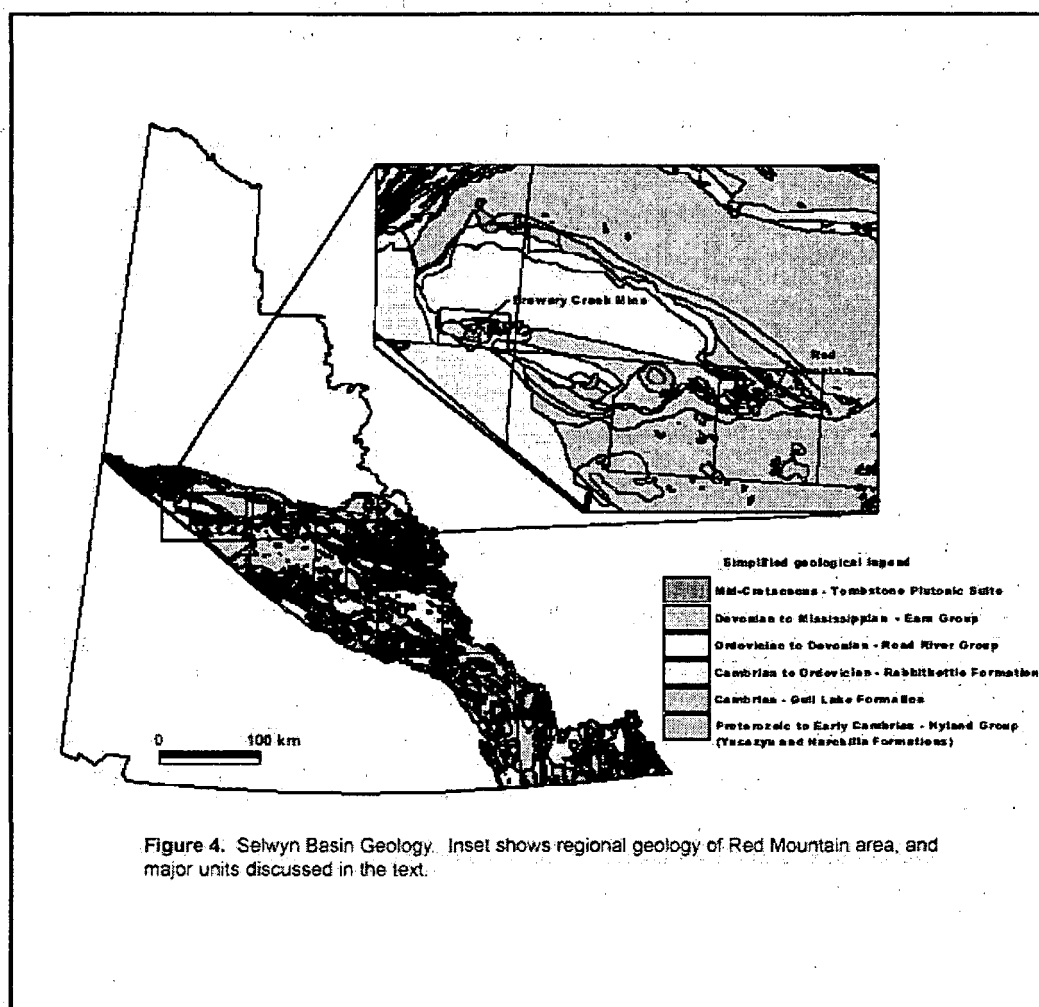 Brewery Creek Mine
Red
Mountain
Simplified geological legend
Mid-Cretaceous - Tombstone Plutonic Suite
Devonian to Mississippian - Earn Group
Ordovician to Devonian - Road River Group
Cambrian to Ordovician - Rabbitkettle Formation
Cambrian - Gull Lake Formation
Proterozoic to Early Cambrian - Hyland Group
(Yusezyu and Narchilla Formations)
0 100 km
Figure 4. Selwyn Basin Geology. Inset shows regional geology of Red Mountain area, and
major units discussed in the text.